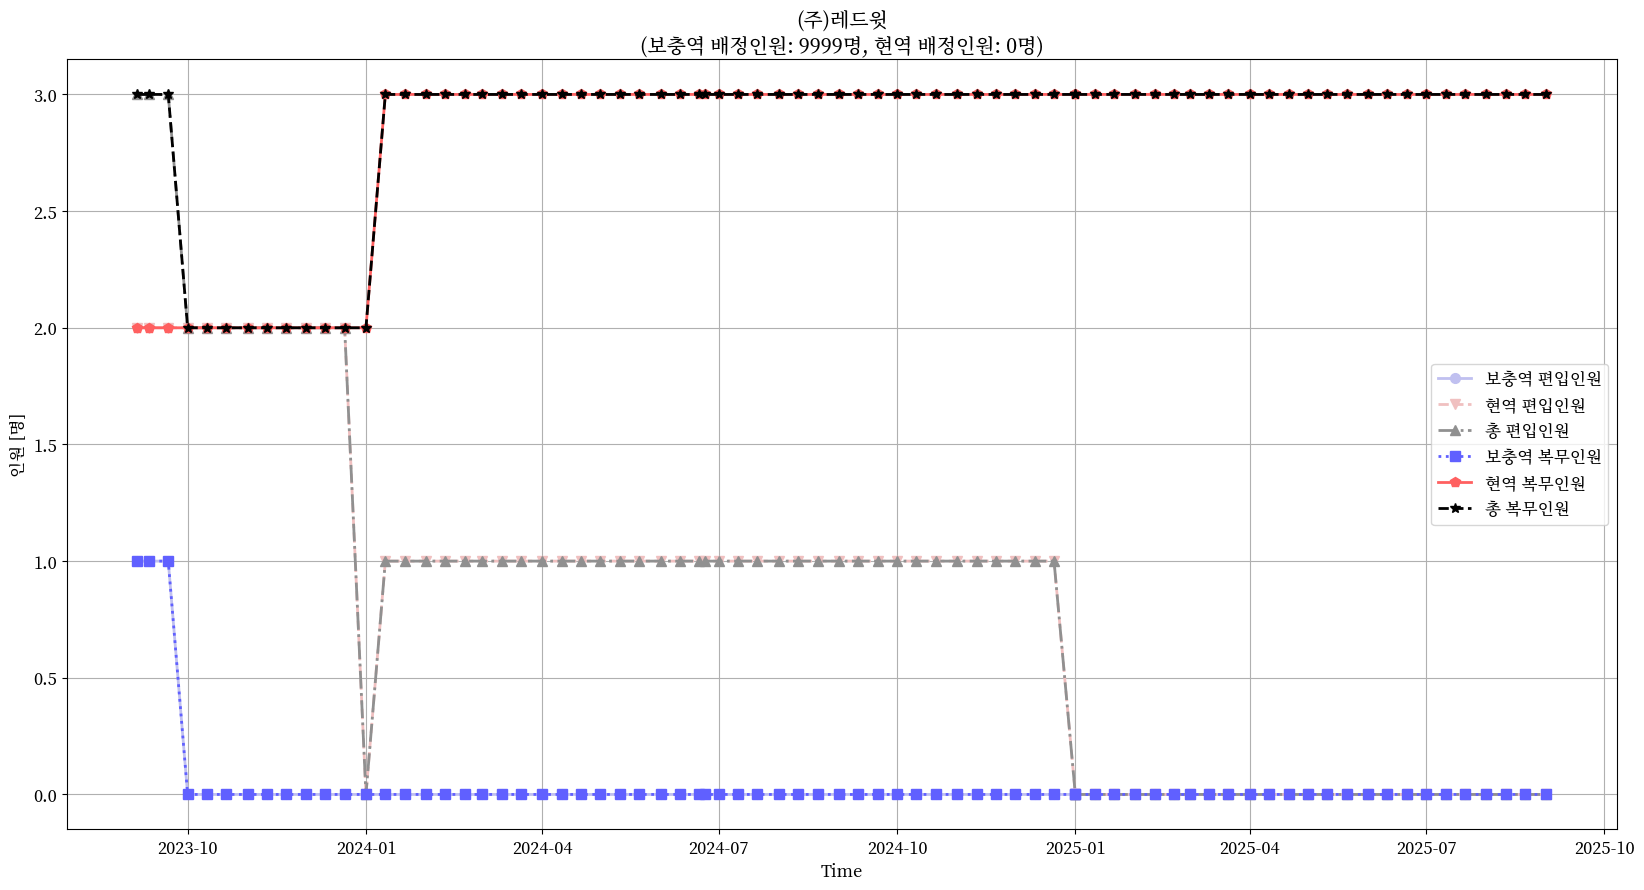 (주)레드윗
(보충역 배정인원: 9999명, 현역 배정인원: 0명)
3.0
2.5
2.0
1.5
1.0
0.5
0.0
인원 [명]
보충역 편입인원
현역 편입인원
총 편입인원
보충역 복무인원
현역 복무인원
총 복무인원
2023-10
2024-01
2024-04
2024-07
2024-10
2025-01
2025-04
2025-07
2025-10
Time